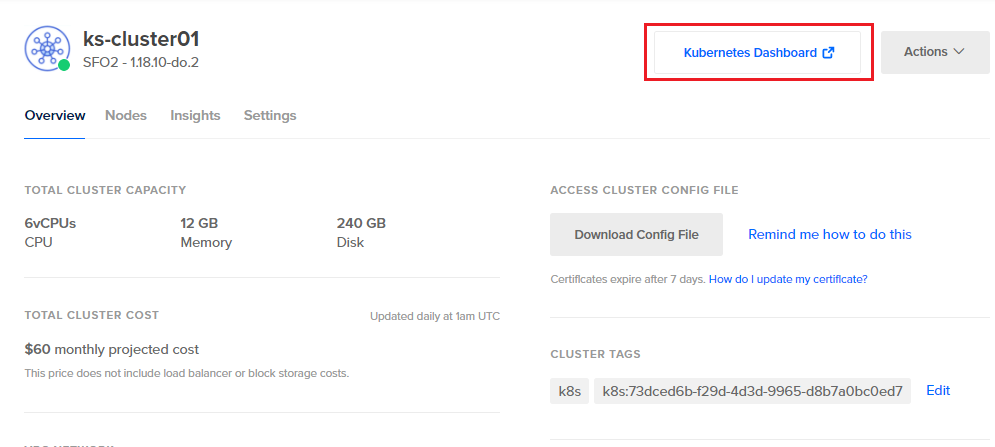 ks-cluster01
SFO2 - 1.18.10-do.2
Kubernetes Dashboard
Actions
Overview Nodes Insights Settings
TOTAL CLUSTER CAPACITY
6vCPUs 12 GB 240 GB
CPU Memory Disk
TOTAL CLUSTER COST Updated daily at 1am UTC
$60 monthly projected cost
This price does not include load balancer or block storage costs.
ACCESS CLUSTER CONFIG FILE
Download Config File Remind me how to do this
Certificates expire after 7 days. How do I update my certificate?
CLUSTER TAGS
k8s k8s:73dced6b-f29d-4d3d-9965-d8b7a0bc0ed7 Edit